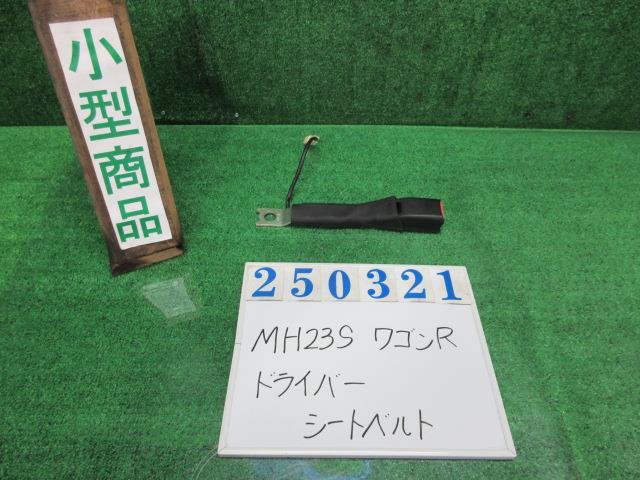 小型商品
250321
MH23S ワゴンR
ドライバー
シートベルト